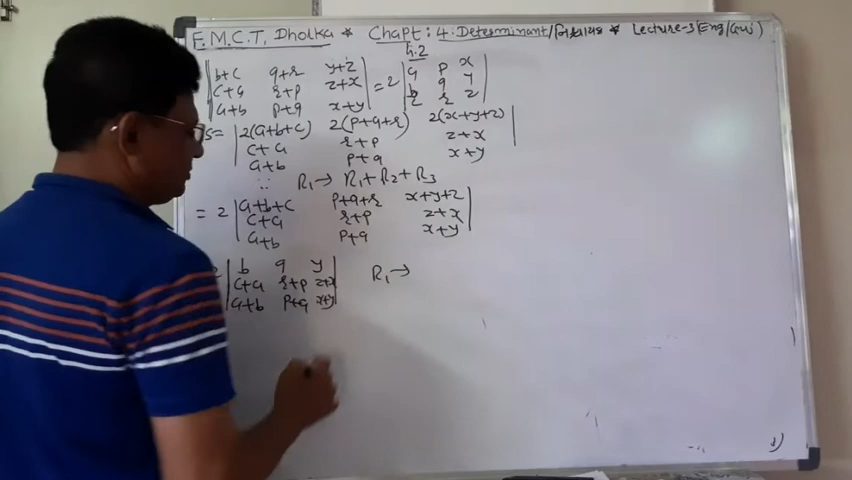 F.M.C.T, Dholka * Chapt: 4. Determinant/નિશ્ચાયક * Lecture-3(Eng/Guj)
4.2
|b+c q+r y+z|
|c+a r+p z+x|
|a+b p+q x+y|
= 2
|a p x|
|b q y|
|c r z|
S= |2(a+b+c) 2(p+q+r) 2(x+y+z)|
|c+a r+p z+x
a+b p+q x+y
∵ R₁→ R₁+R₂+R₃
= 2 |a+b+c p+q+r x+y+z|
|c+a r+p z+x|
a+b p+q x+y
|b q y|
|c+a r+p z+x|
|a+b p+q x+y|
R₁→